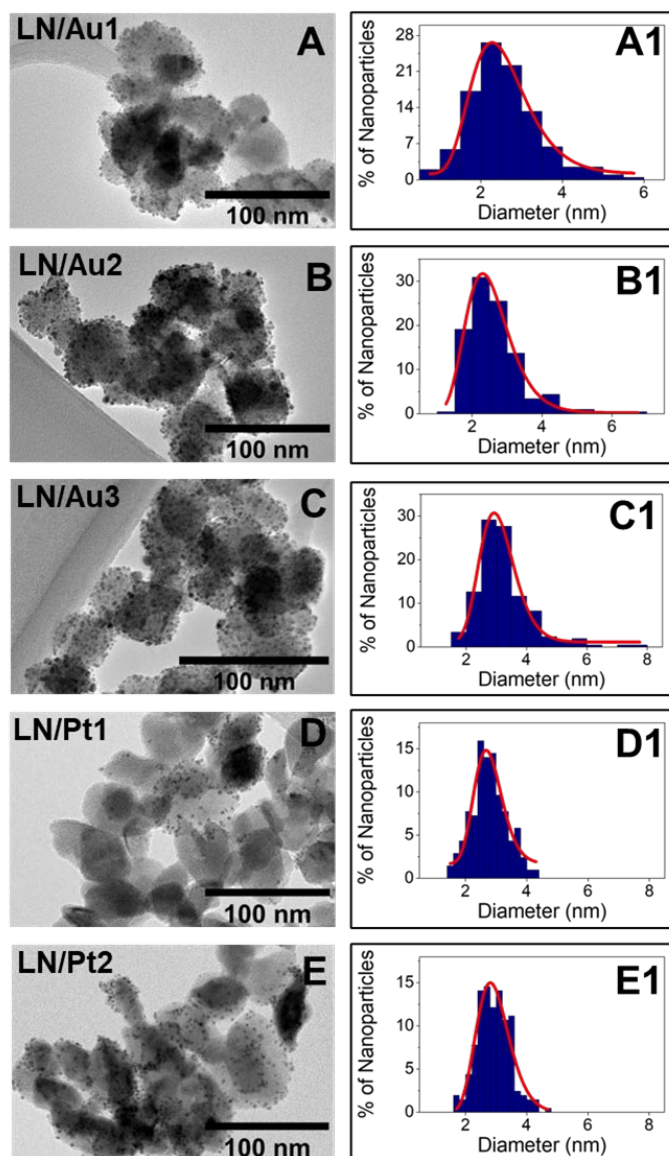 LN/Au1
A
100 nm
A1
% of Nanoparticles
28
21
14
7
0
2
4
6
Diameter (nm)
LN/Au2
B
100 nm
B1
% of Nanoparticles
30
20
10
0
2
4
6
Diameter (nm)
LN/Au3
C
100 nm
C1
% of Nanoparticles
30
20
10
0
2
4
6
8
Diameter (nm)
LN/Pt1
D
100 nm
D1
% of Nanoparticles
15
10
5
0
2
4
6
8
Diameter (nm)
LN/Pt2
E
100 nm
E1
% of Nanoparticles
15
10
5
0
2
4
6
8
Diameter (nm)